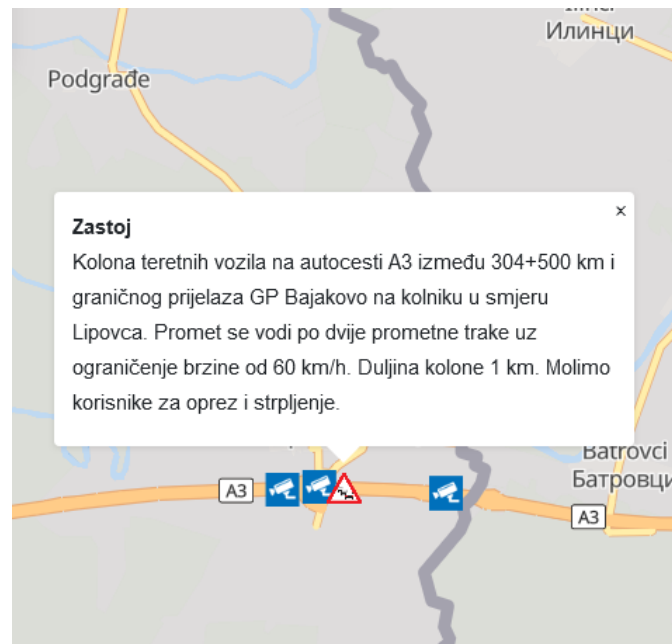 Илинци
Podgrađe
×
Zastoj
Kolona teretnih vozila na autocesti A3 između 304+500 km i
graničnog prijelaza GP Bajakovo na kolniku u smjeru
Lipovca. Promet se vodi po dvije prometne trake uz
ograničenje brzine od 60 km/h. Duljina kolone 1 km. Molimo
korisnike za oprez i strpljenje.
Batrovci
Батровци
A3
A3